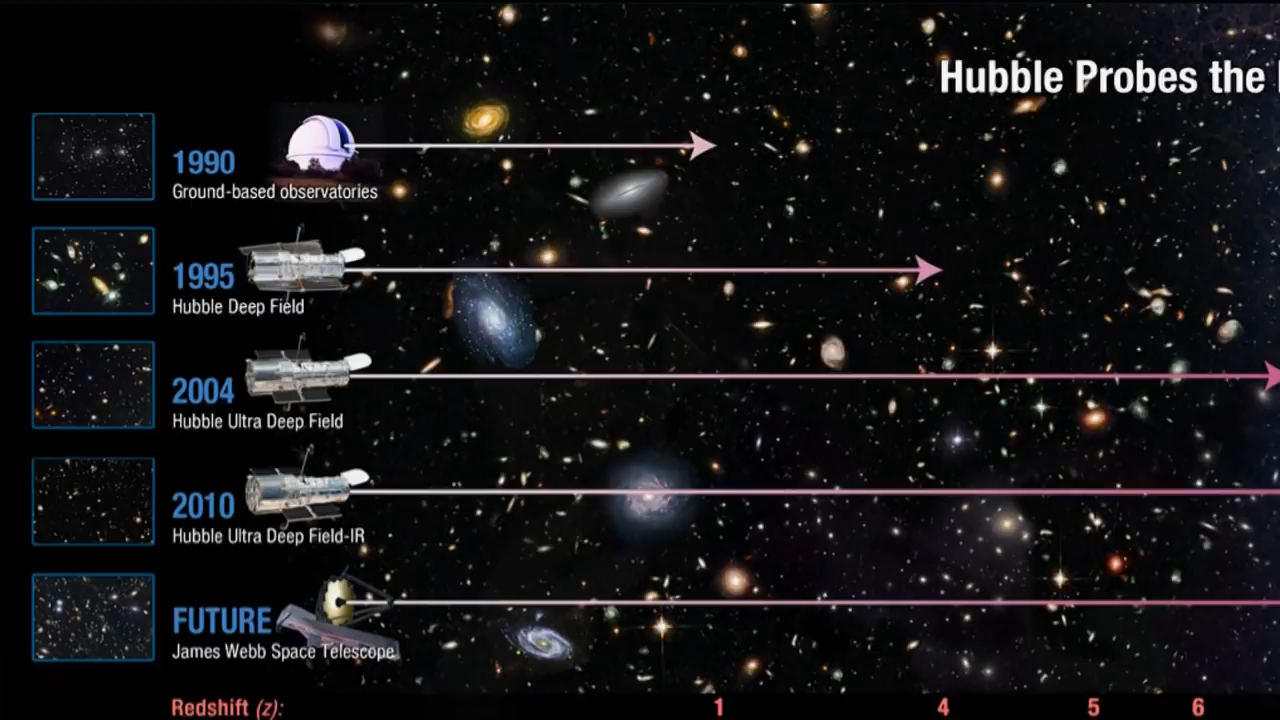 Hubble Probes the
1990
Ground-based observatories
1995
Hubble Deep Field
2004
Hubble Ultra Deep Field
2010
Hubble Ultra Deep Field-IR
FUTURE
James Webb Space Telescope
Redshift (z): 1 4 5 6